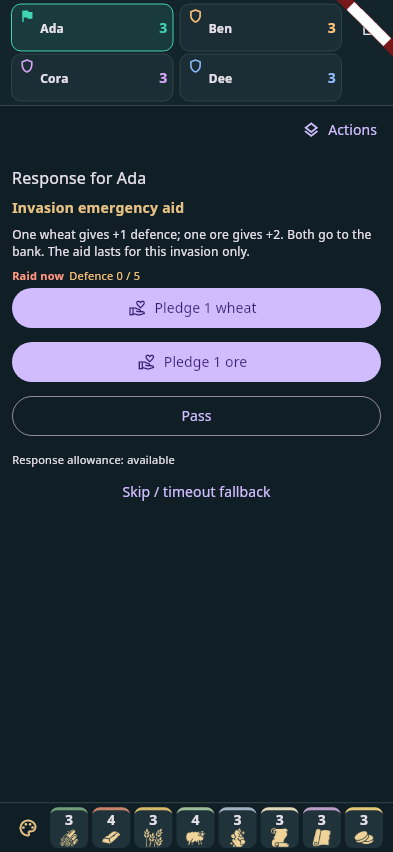 Ada 3 Ben 3
Cora 3 Dee 3
Actions
Response for Ada
Invasion emergency aid
One wheat gives +1 defence; one ore gives +2. Both go to the
bank. The aid lasts for this invasion only.
Raid now Defence 0 / 5
Pledge 1 wheat
Pledge 1 ore
Pass
Response allowance: available
Skip / timeout fallback
3 4 3 4 3 3 3 3